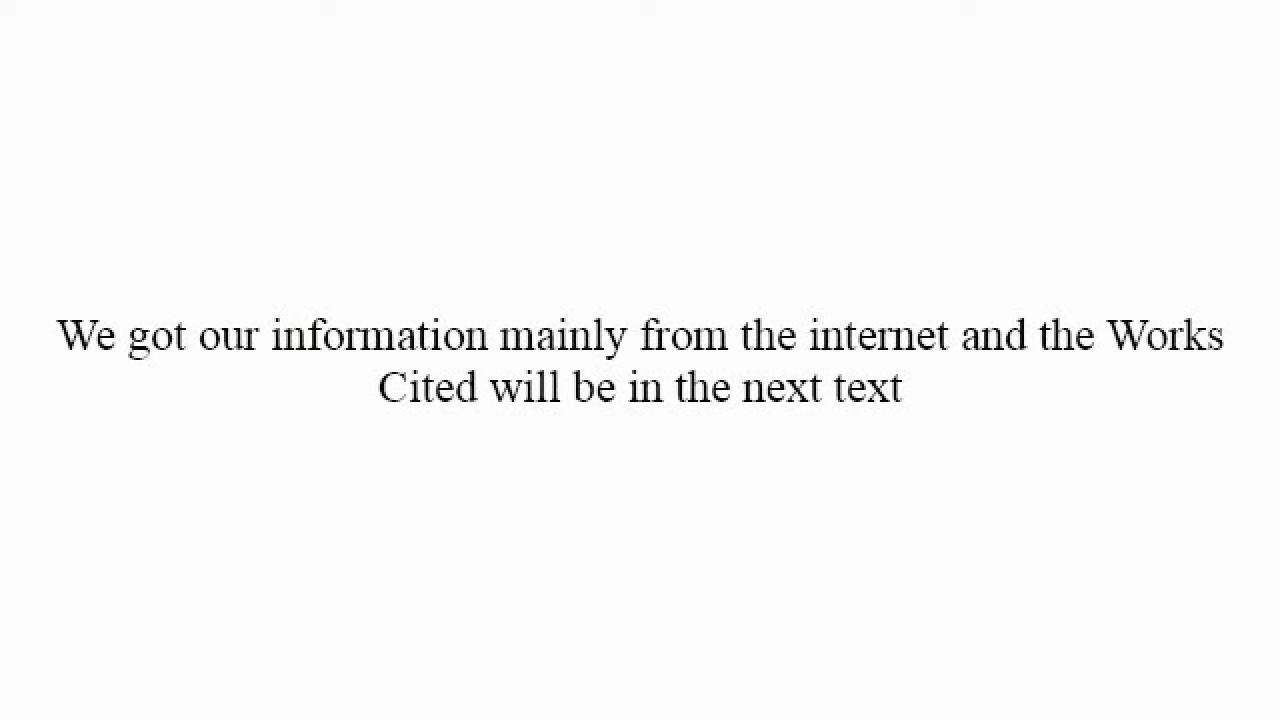 We got our information mainly from the internet and the Works
Cited will be in the next text